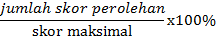 jumlah skor perolehan
skor maksimal
x100%